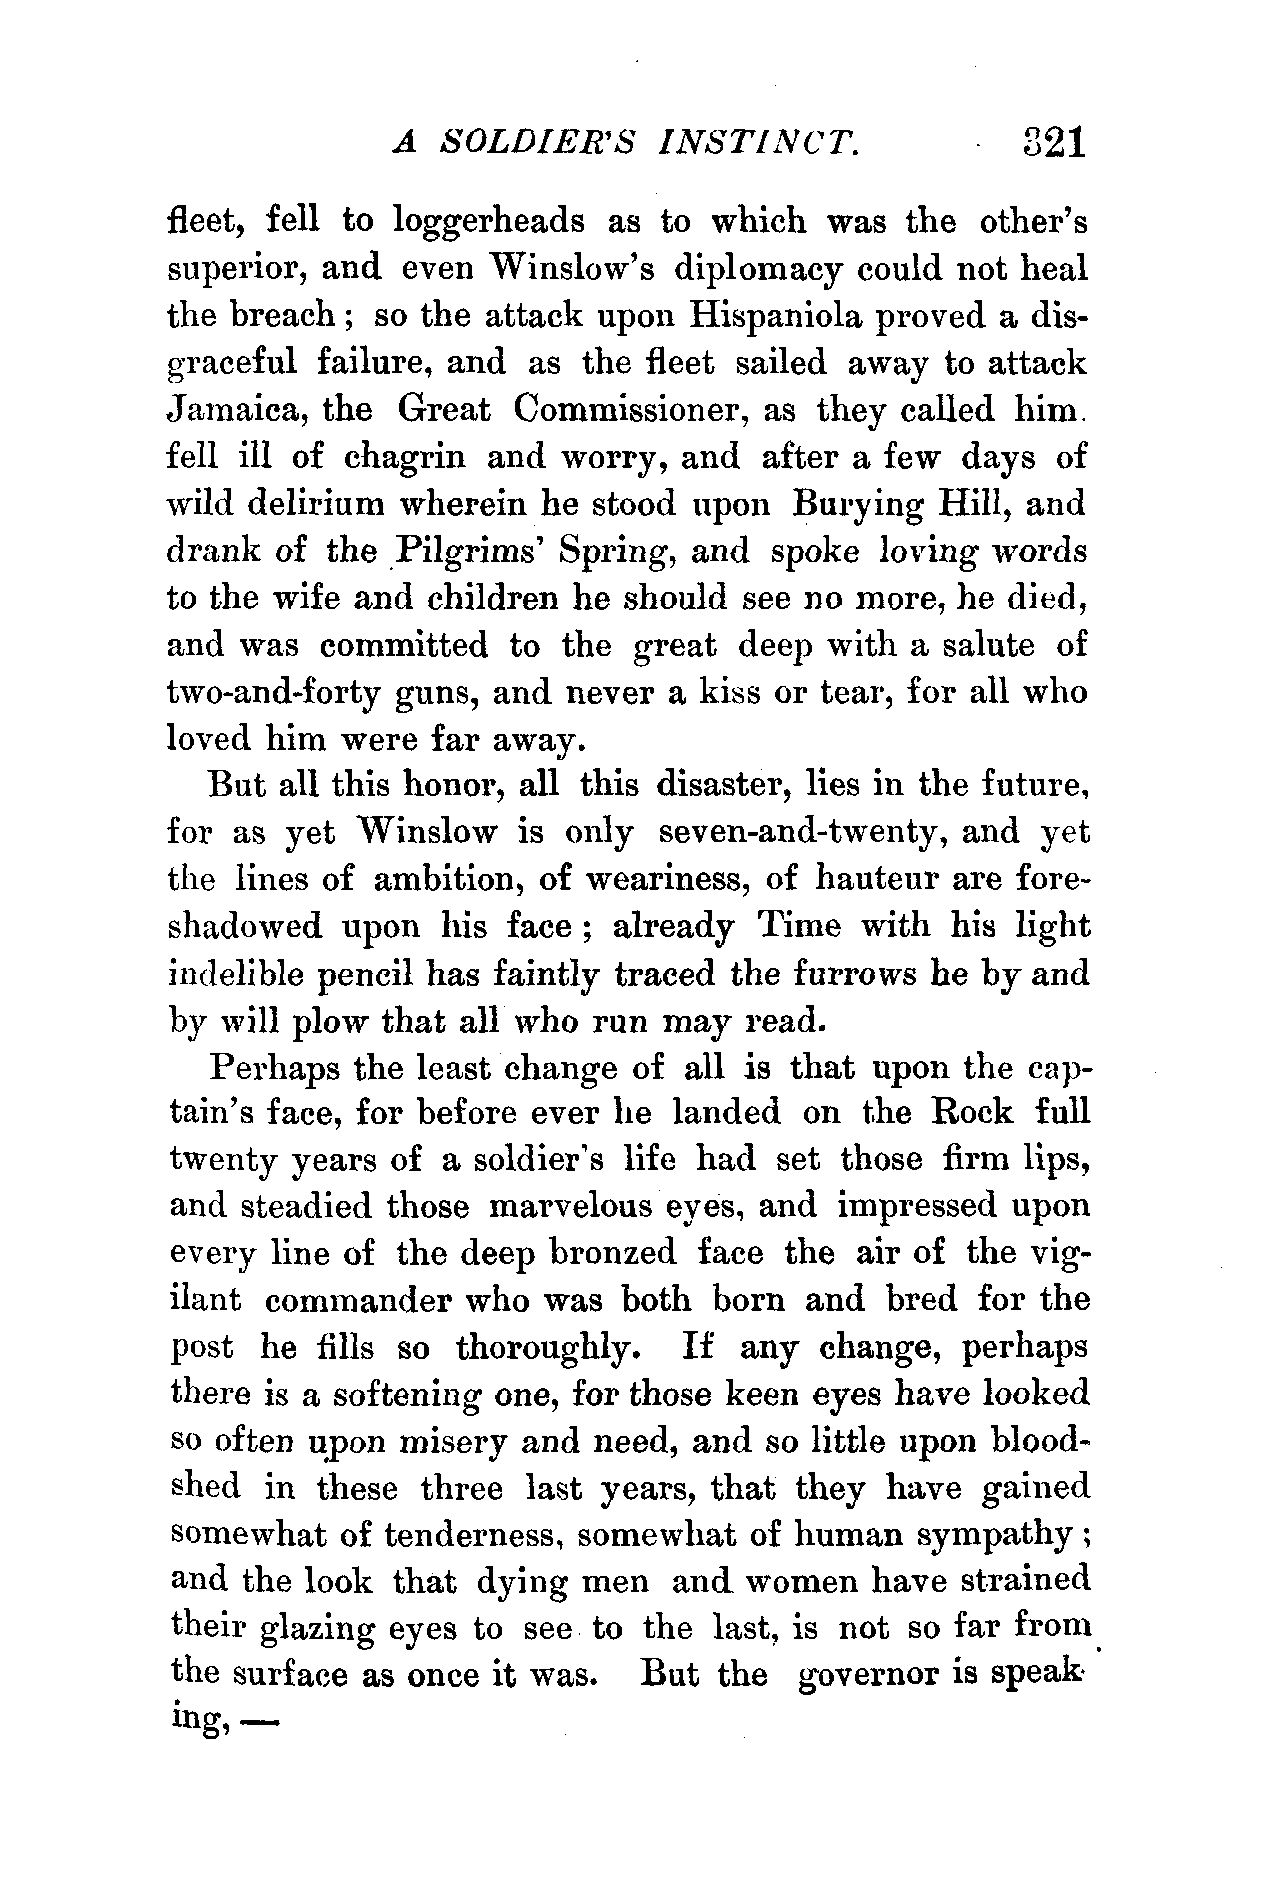 A SOLDIER'S INSTINCT. 321
fleet, fell to loggerheads as to which was the other's
superior, and even Winslow's diplomacy could not heal
the breach ; so the attack upon Hispaniola proved a dis-
graceful failure, and as the fleet sailed away to attack
Jamaica, the Great Commissioner, as they called him.
fell ill of chagrin and worry, and after a few days of
wild delirium wherein he stood upon Burying Hill, and
drank of the Pilgrims' Spring, and spoke loving words
to the wife and children he should see no more, he died,
and was committed to the great deep with a salute of
two-and-forty guns, and never a kiss or tear, for all who
loved him were far away.
But all this honor, all this disaster, lies in the future,
for as yet Winslow is only seven-and-twenty, and yet
the lines of ambition, of weariness, of hauteur are fore-
shadowed upon his face ; already Time with his light
indelible pencil has faintly traced the furrows he by and
by will plow that all who run may read.
Perhaps the least change of all is that upon the cap-
tain's face, for before ever he landed on the Rock full
twenty years of a soldier's life had set those firm lips,
and steadied those marvelous eyes, and impressed upon
every line of the deep bronzed face the air of the vig-
ilant commander who was both born and bred for the
post he fills so thoroughly. If any change, perhaps
there is a softening one, for those keen eyes have looked
so often upon misery and need, and so little upon blood-
shed in these three last years, that they have gained
somewhat of tenderness, somewhat of human sympathy ;
and the look that dying men and women have strained
their glazing eyes to see to the last, is not so far from
the surface as once it was. But the governor is speak-
ing, —